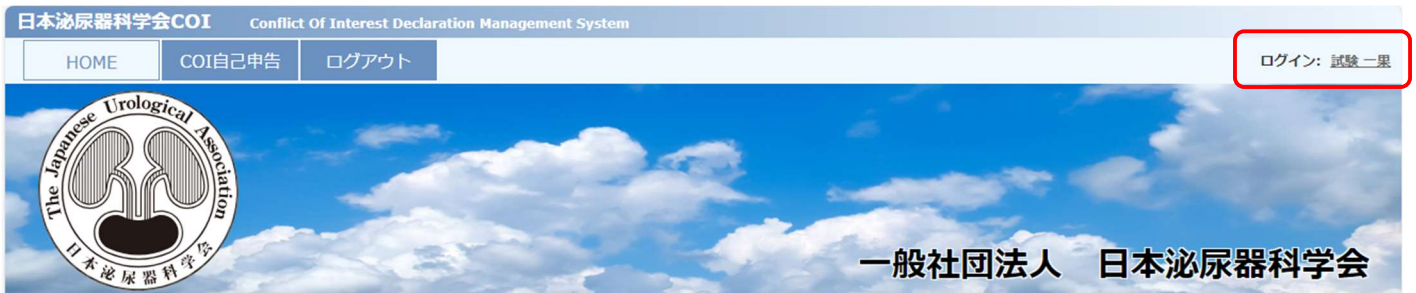 日本泌尿器科学会COI Conflict Of Interest Declaration Management System
HOME COI自己申告 ログアウト ログイン: 試験 一果
The Japanese Urological Association
日本泌尿器科学会
一般社団法人 日本泌尿器科学会